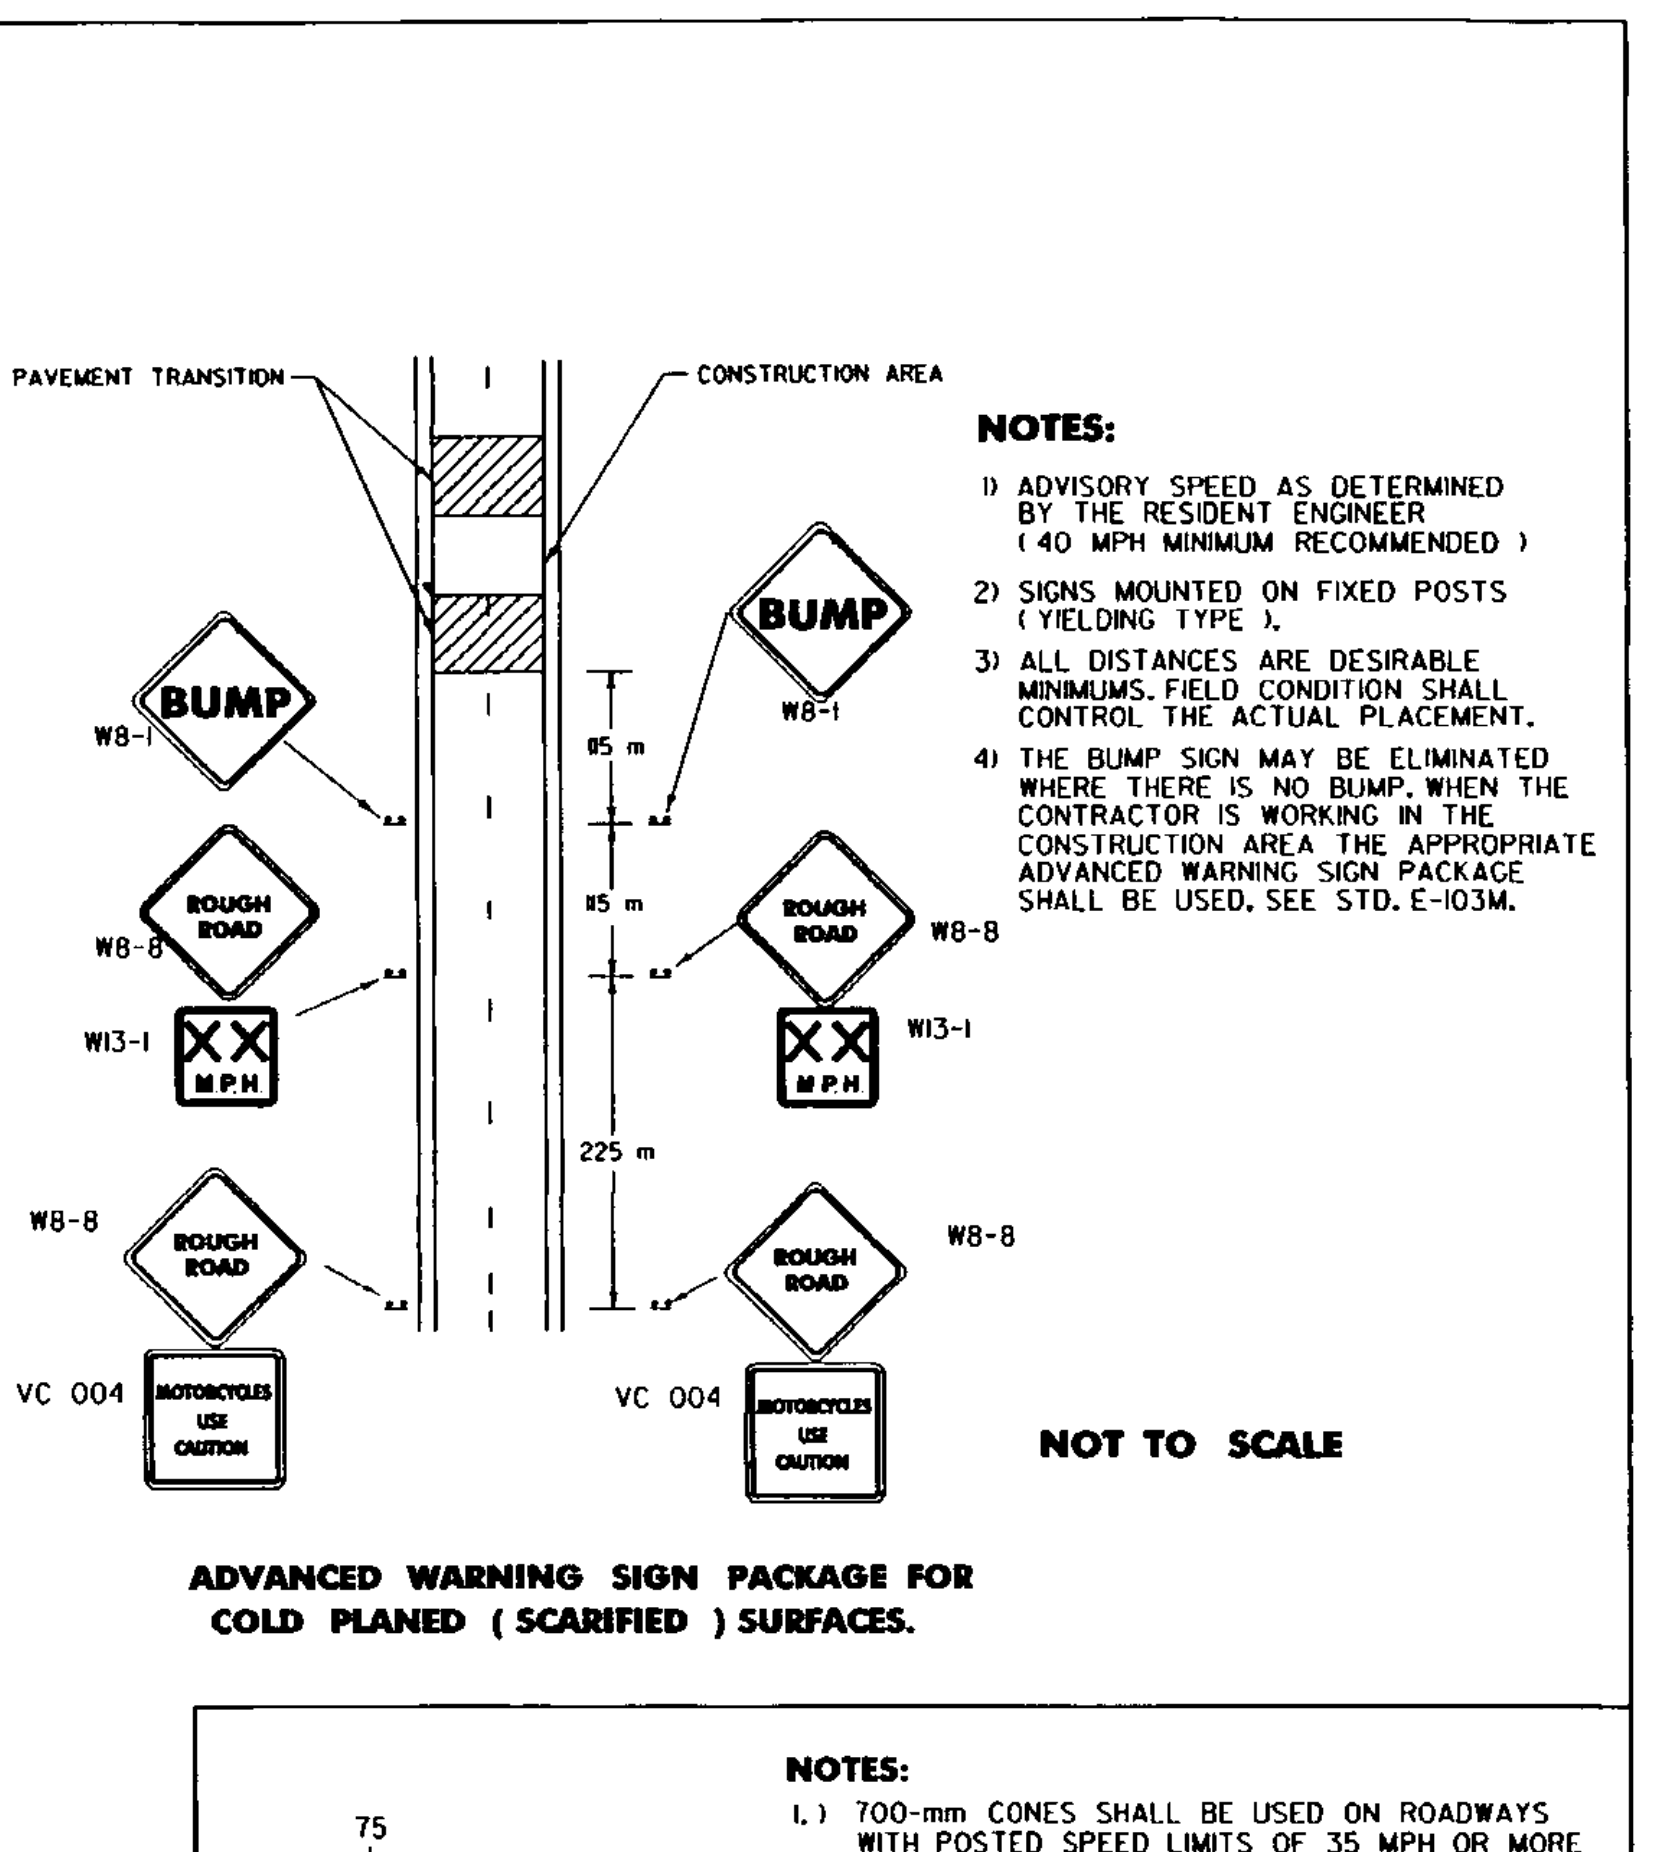 PAVEMENT TRANSITION
CONSTRUCTION AREA
NOTES:
1) ADVISORY SPEED AS DETERMINED
BY THE RESIDENT ENGINEER
( 40 MPH MINIMUM RECOMMENDED )
2) SIGNS MOUNTED ON FIXED POSTS
( YIELDING TYPE ).
3) ALL DISTANCES ARE DESIRABLE
MINIMUMS. FIELD CONDITION SHALL
CONTROL THE ACTUAL PLACEMENT.
4) THE BUMP SIGN MAY BE ELIMINATED
WHERE THERE IS NO BUMP. WHEN THE
CONTRACTOR IS WORKING IN THE
CONSTRUCTION AREA THE APPROPRIATE
ADVANCED WARNING SIGN PACKAGE
SHALL BE USED. SEE STD. E-103M.
BUMP
W8-1
BUMP
W8-1
m
ROUGH
ROAD
W8-8
m
ROUGH
ROAD
W8-8
W13-1
XX
M.P.H.
XX
M.P.H.
W13-1
225 m
W8-8
ROUGH
ROAD
ROUGH
ROAD
W8-8
VC 004
MOTORCYCLES
USE
CAUTION
VC 004
MOTORCYCLES
USE
CAUTION
NOT TO SCALE
ADVANCED WARNING SIGN PACKAGE FOR
COLD PLANED ( SCARIFIED ) SURFACES.
NOTES:
1.) 700-mm CONES SHALL BE USED ON ROADWAYS
WITH POSTED SPEED LIMITS OF 35 MPH OR MORE
75